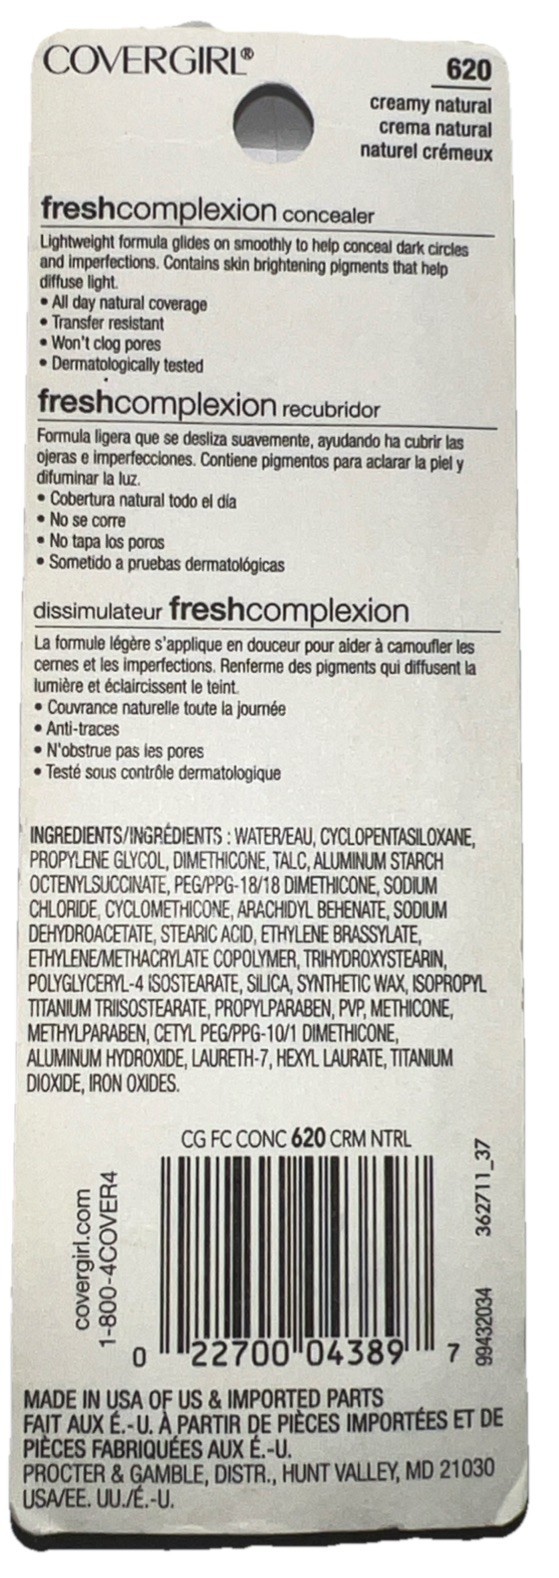 COVERGIRL®
620
creamy natural
crema natural
naturel crémeux
freshcomplexion concealer
Lightweight formula glides on smoothly to help conceal dark circles
and imperfections. Contains skin brightening pigments that help
diffuse light.
• All day natural coverage
• Transfer resistant
• Won't clog pores
• Dermatologically tested
freshcomplexion recubridor
Formula ligera que se desliza suavemente, ayudando ha cubrir las
ojeras e imperfecciones. Contiene pigmentos para aclarar la piel y
difuminar la luz.
• Cobertura natural todo el día
• No se corre
• No tapa los poros
• Sometido a pruebas dermatológicas
dissimulateur freshcomplexion
La formule légère s'applique en douceur pour aider à camoufler les
cernes et les imperfections. Renferme des pigments qui diffusent la
lumière et éclaircissent le teint.
• Couvrance naturelle toute la journée
• Anti-traces
• N'obstrue pas les pores
• Testé sous contrôle dermatologique
INGREDIENTS/INGRÉDIENTS : WATER/EAU, CYCLOPENTASILOXANE,
PROPYLENE GLYCOL, DIMETHICONE, TALC, ALUMINUM STARCH
OCTENYLSUCCINATE, PEG/PPG-18/18 DIMETHICONE, SODIUM
CHLORIDE, CYCLOMETHICONE, ARACHIDYL BEHENATE, SODIUM
DEHYDROACETATE, STEARIC ACID, ETHYLENE BRASSYLATE,
ETHYLENE/METHACRYLATE COPOLYMER, TRIHYDROXYSTEARIN,
POLYGLYCERYL-4 ISOSTEARATE, SILICA, SYNTHETIC WAX, ISOPROPYL
TITANIUM TRIISOSTEARATE, PROPYLPARABEN, PVP, METHICONE,
METHYLPARABEN, CETYL PEG/PPG-10/1 DIMETHICONE,
ALUMINUM HYDROXIDE, LAURETH-7, HEXYL LAURATE, TITANIUM
DIOXIDE, IRON OXIDES.
CG FC CONC 620 CRM NTRL
covergirl.com
1-800-4COVER4
0 22700 04389 7
99432034 362711_37
MADE IN USA OF US & IMPORTED PARTS
FAIT AUX É.-U. À PARTIR DE PIÈCES IMPORTÉES ET DE
PIÈCES FABRIQUÉES AUX É.-U.
PROCTER & GAMBLE, DISTR., HUNT VALLEY, MD 21030
USA/EE. UU./É.-U.